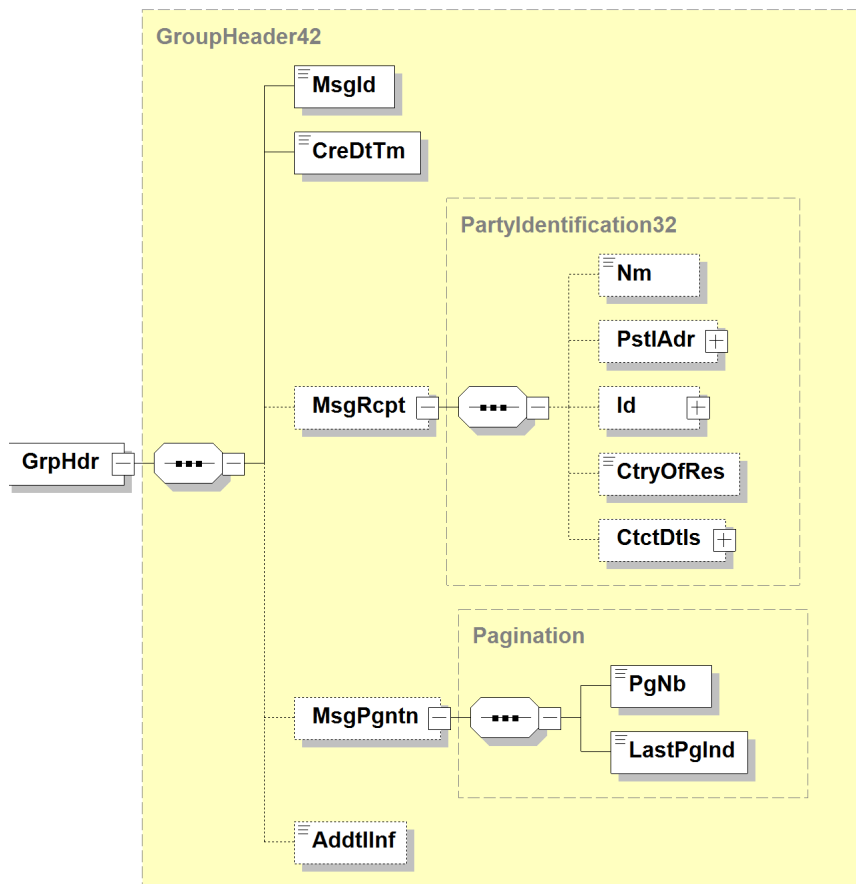 GroupHeader42
MsgId
CreDtTm
PartyIdentification32
Nm
PstlAdr
MsgRcpt
Id
GrpHdr
CtryOfRes
CtctDtls
Pagination
PgNb
MsgPgntn
LastPgInd
AddtlInf